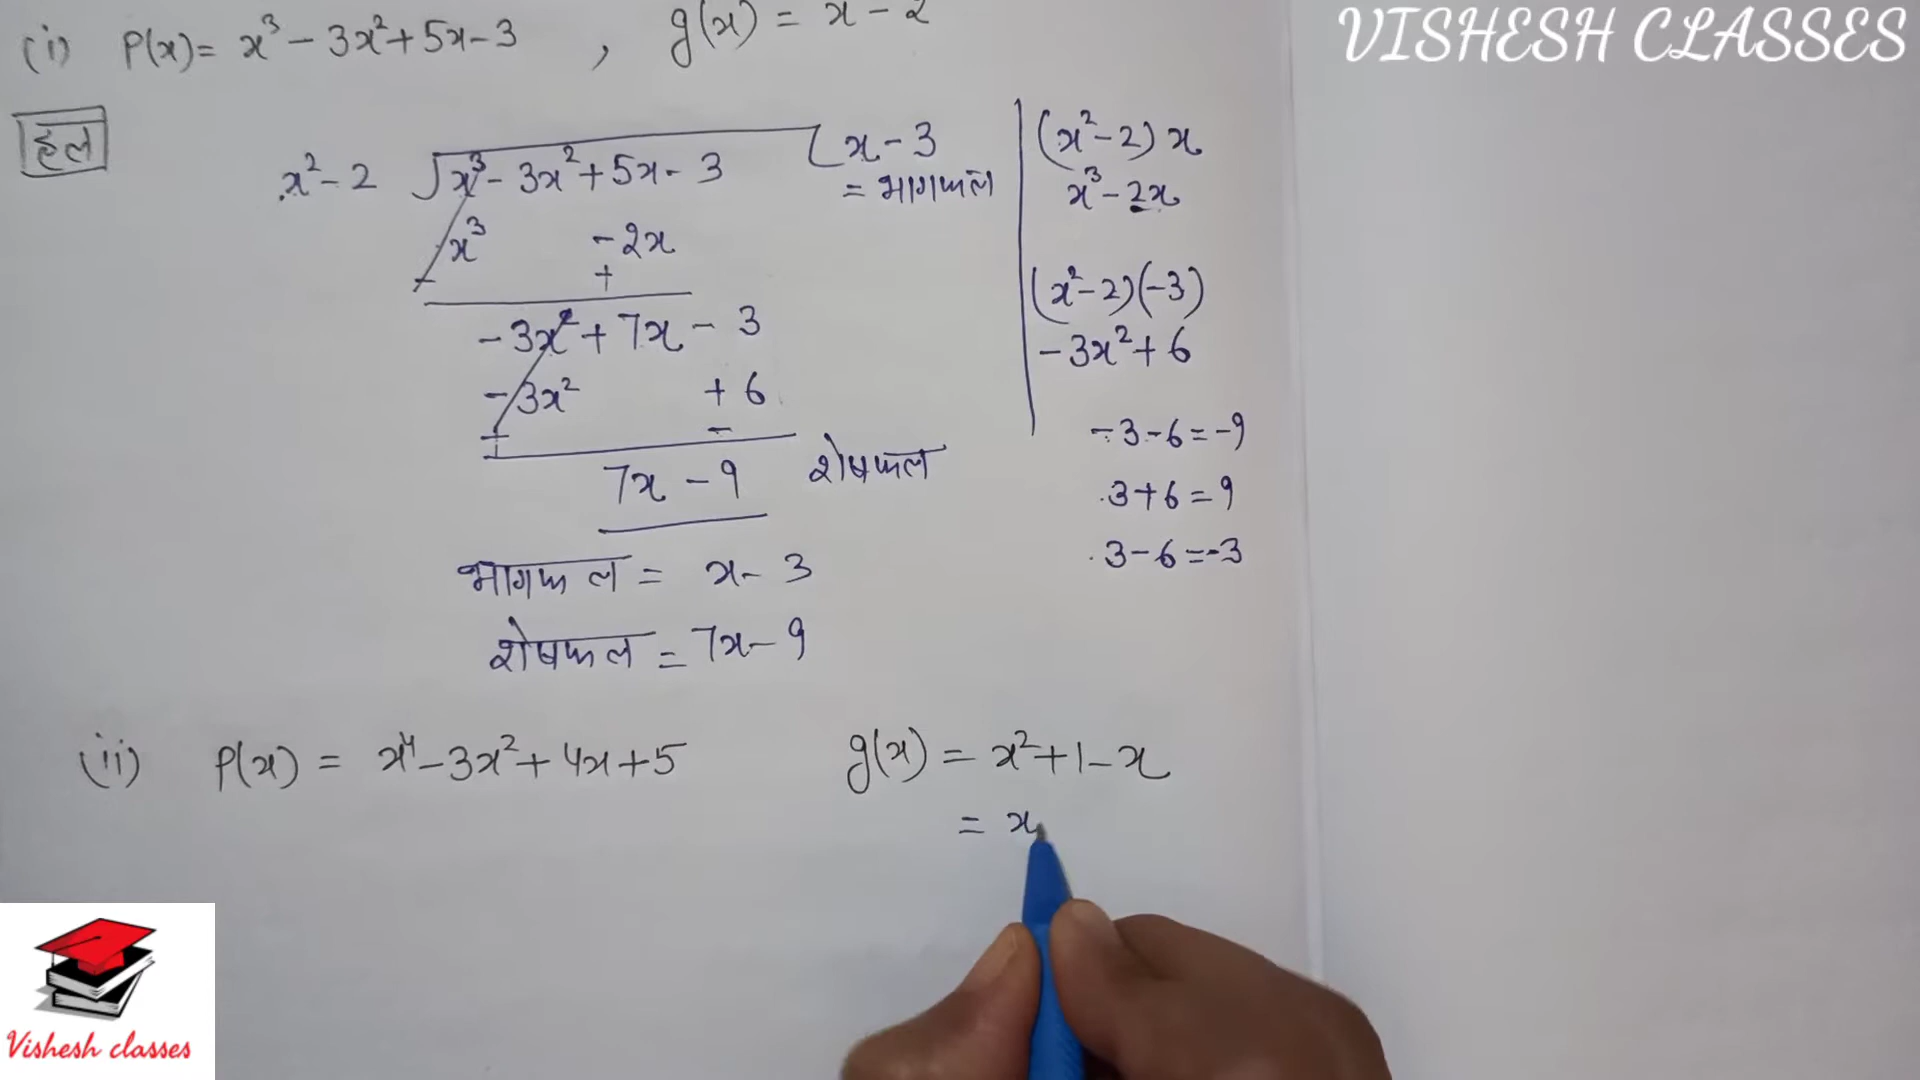 VISHESH CLASSES
(i) P(x) = x³ - 3x² + 5x - 3 , g(x) = x - 2
हल
x² - 2 √x³ - 3x² + 5x - 3 ( x - 3
= भागफल
x³ - 2x
- +
- 3x² + 7x - 3
- 3x² + 6
+ -
7x - 9 शेषफल
भागफल = x - 3
शेषफल = 7x - 9
(x² - 2) x
x³ - 2x
(x² - 2)(-3)
- 3x² + 6
- 3 - 6 = -9
3 + 6 = 9
3 - 6 = -3
(ii) P(x) = x⁴ - 3x² + 4x + 5 g(x) = x² + 1 - x
= x
Vishesh classes